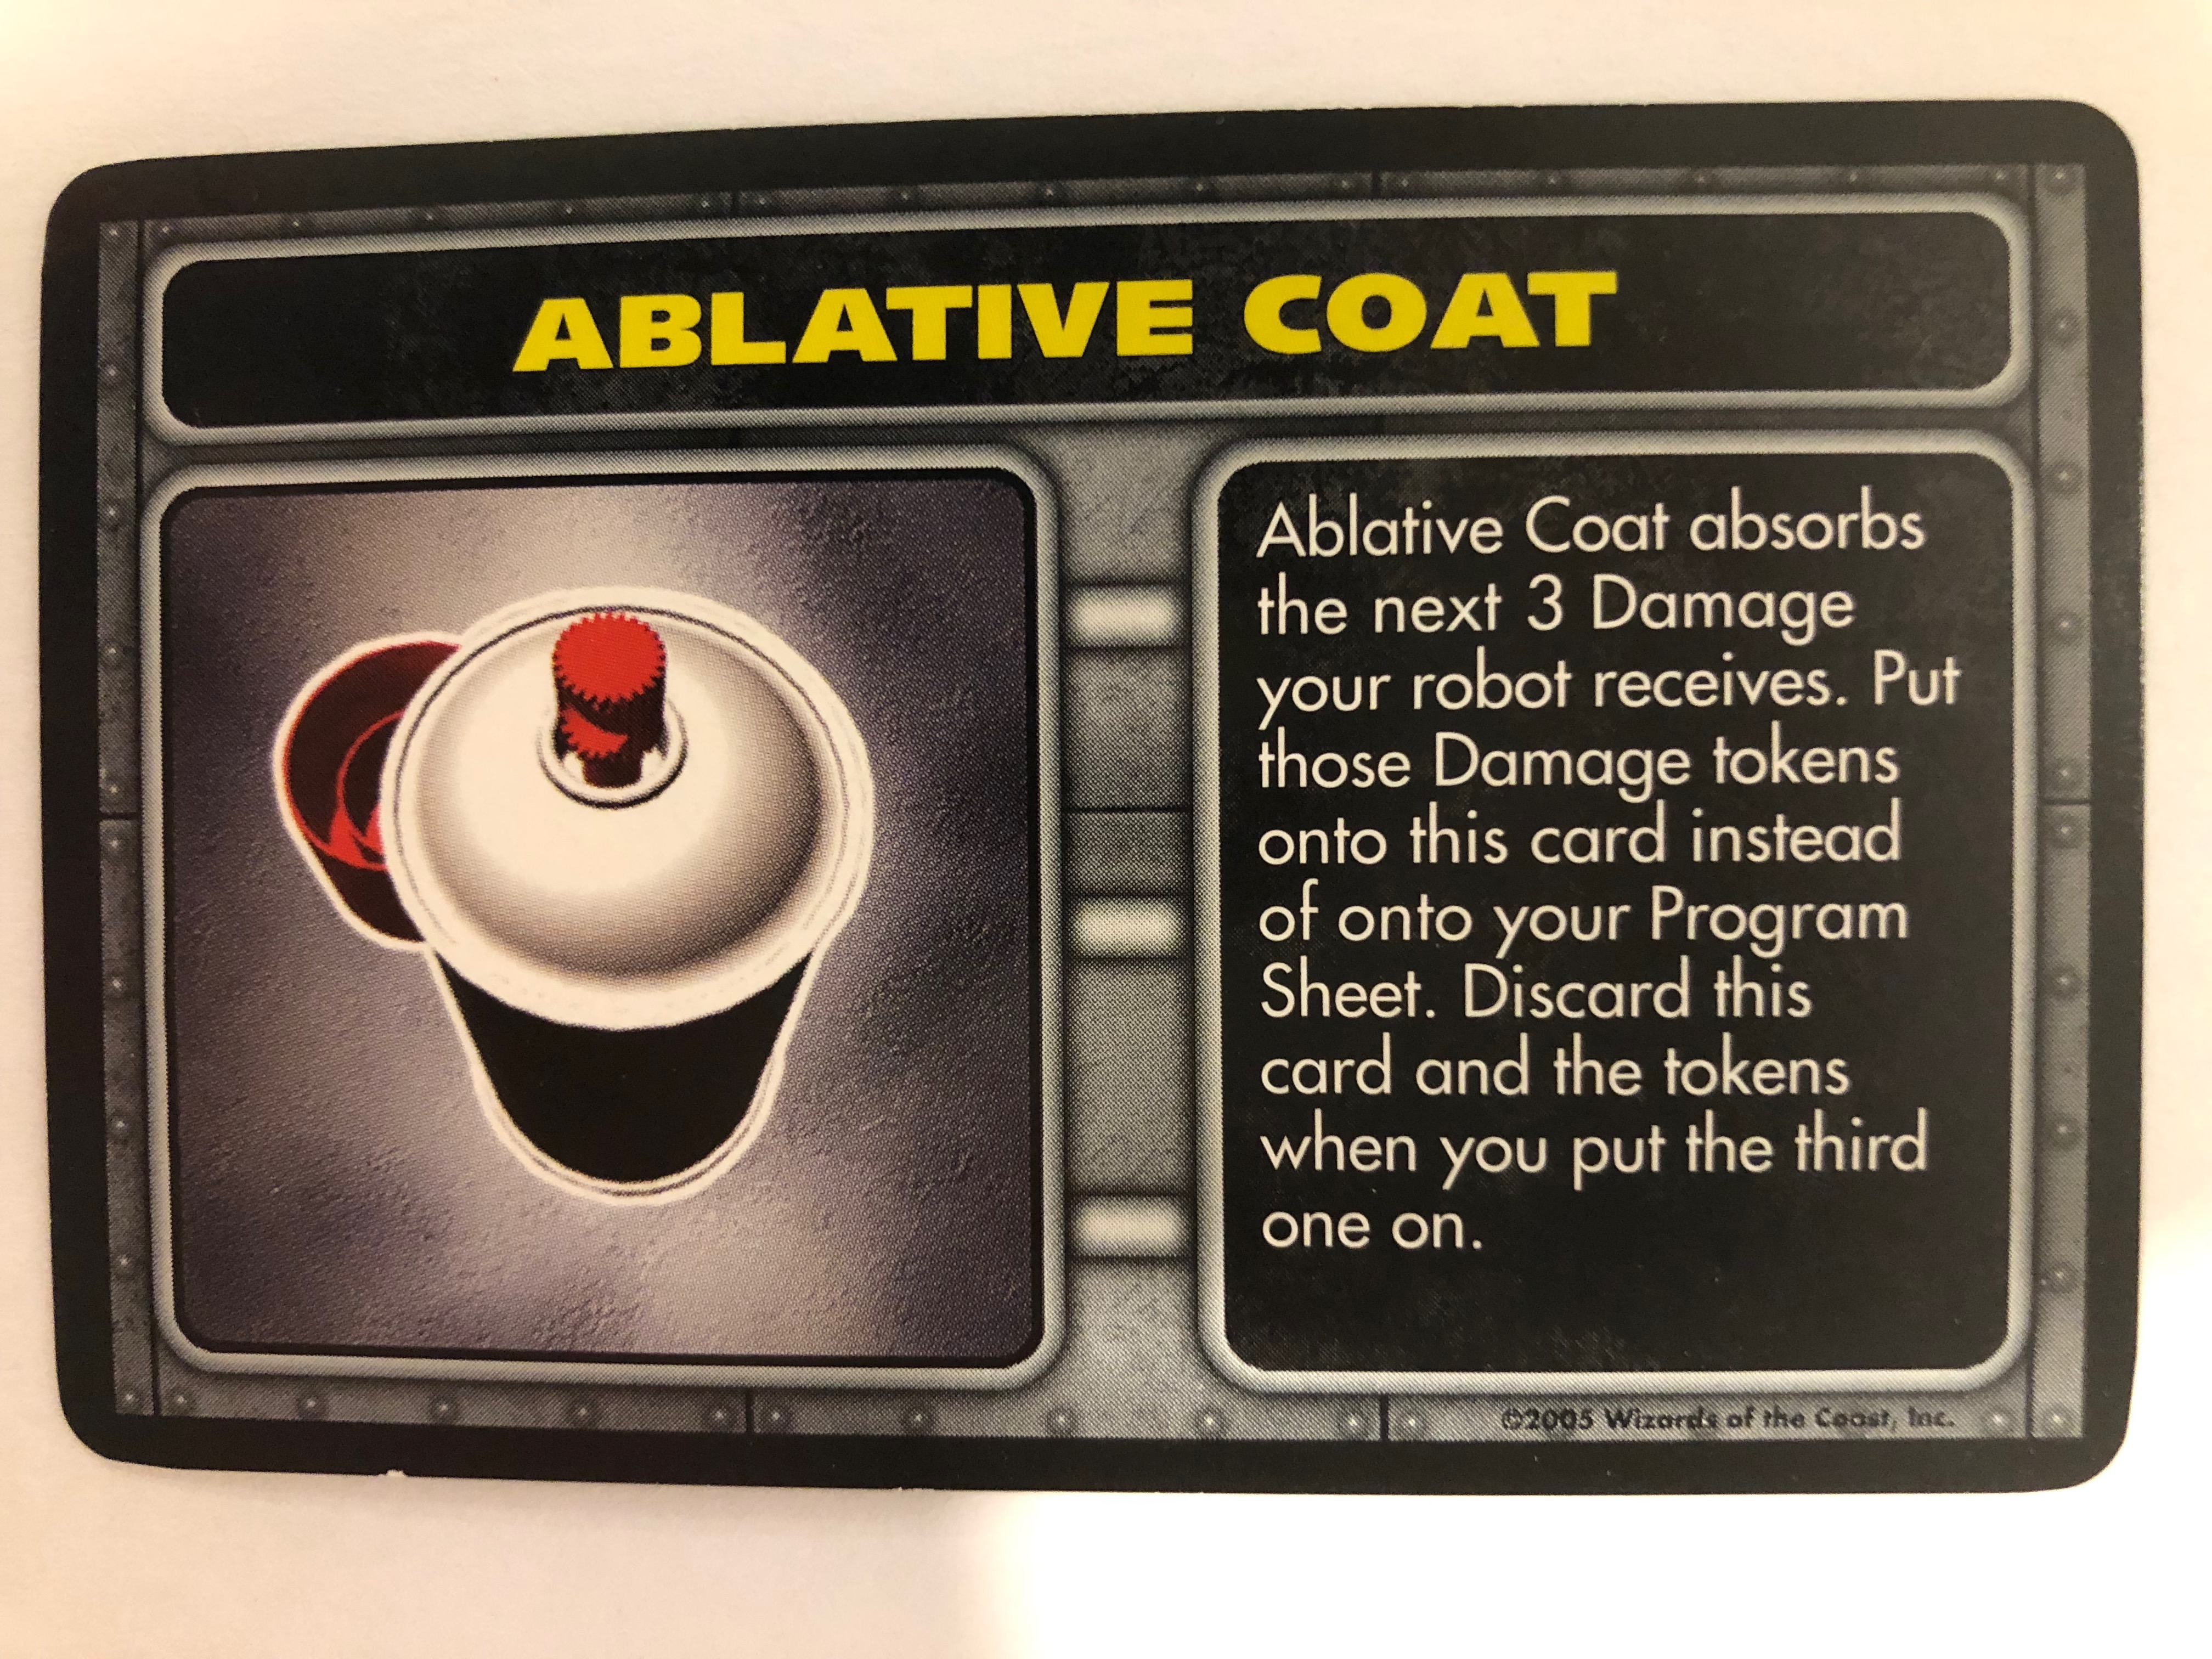 ABLATIVE COAT
Ablative Coat absorbs
the next 3 Damage
your robot receives. Put
those Damage tokens
onto this card instead
of onto your Program
Sheet. Discard this
card and the tokens
when you put the third
one on.
©2005 Wizards of the Coast, Inc.